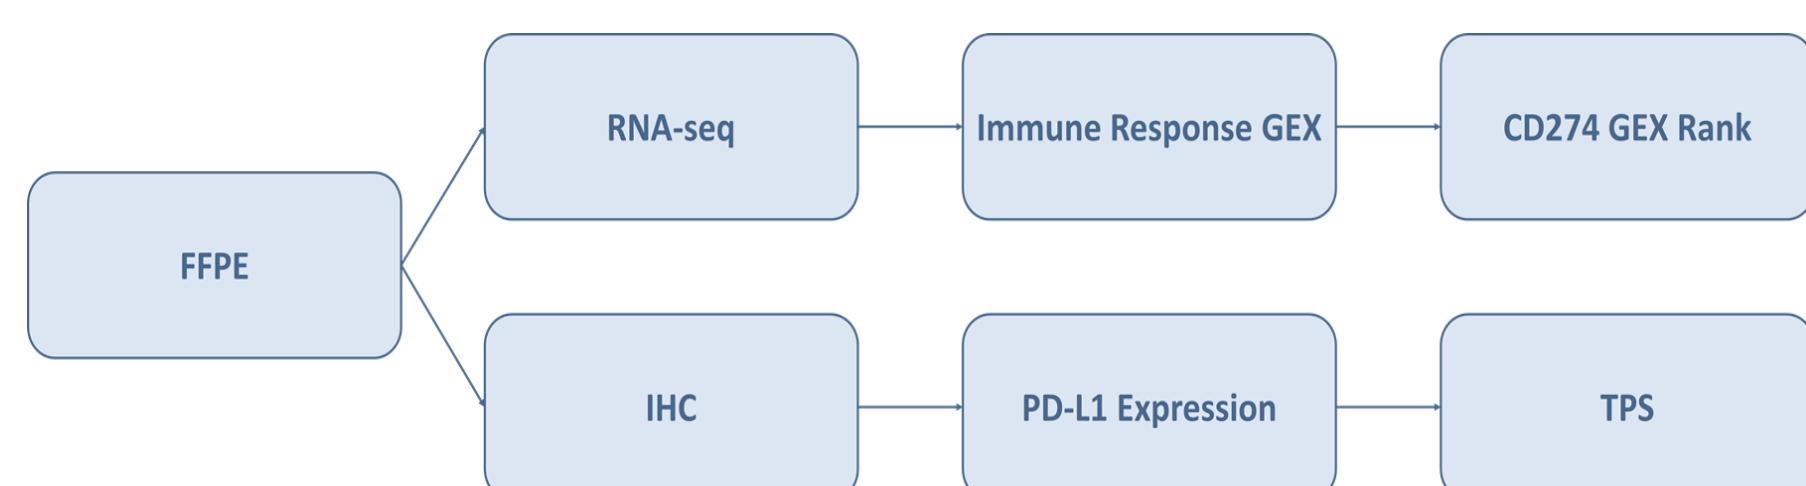 RNA-seq
Immune Response GEX
CD274 GEX Rank
FFPE
IHC
PD-L1 Expression
TPS